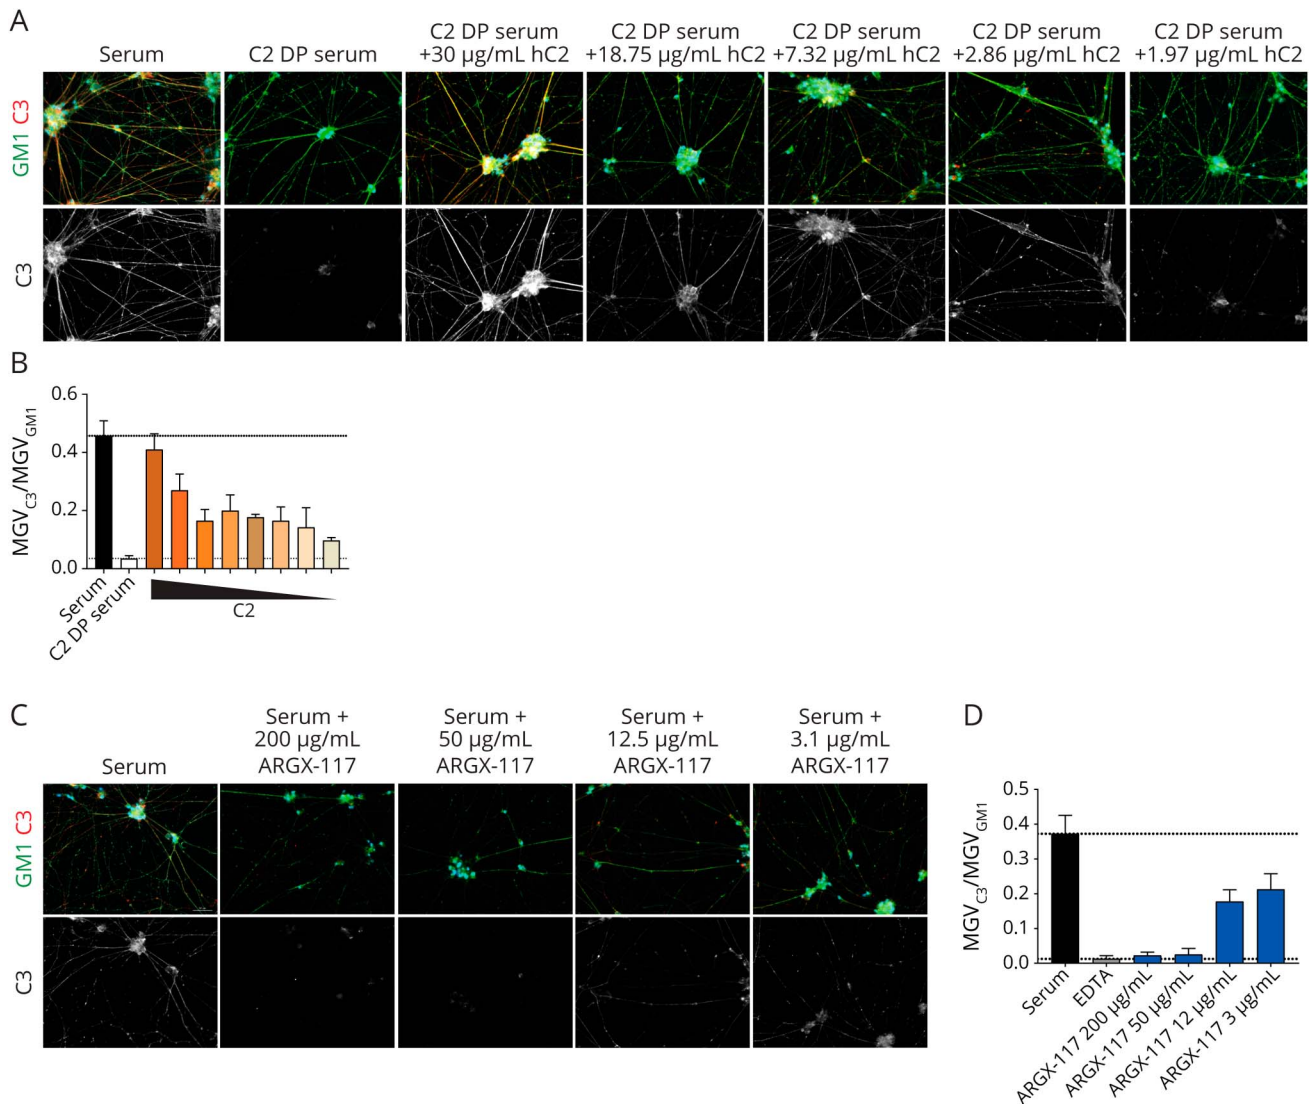 A
Serum
C2 DP serum
C2 DP serum
+30 µg/mL hC2
C2 DP serum
+18.75 µg/mL hC2
C2 DP serum
+7.32 µg/mL hC2
C2 DP serum
+2.86 µg/mL hC2
C2 DP serum
+1.97 µg/mL hC2
GM1 C3
C3
B
MGV_C3/MGV_GM1
0.6
0.4
0.2
0.0
Serum
C2 DP serum
C2
C
Serum
Serum +
200 µg/mL
ARGX-117
Serum +
50 µg/mL
ARGX-117
Serum +
12.5 µg/mL
ARGX-117
Serum +
3.1 µg/mL
ARGX-117
GM1 C3
C3
D
MGV_C3/MGV_GM1
0.5
0.4
0.3
0.2
0.1
0.0
Serum
EDTA
ARGX-117 200 µg/mL
ARGX-117 50 µg/mL
ARGX-117 12 µg/mL
ARGX-117 3 µg/mL